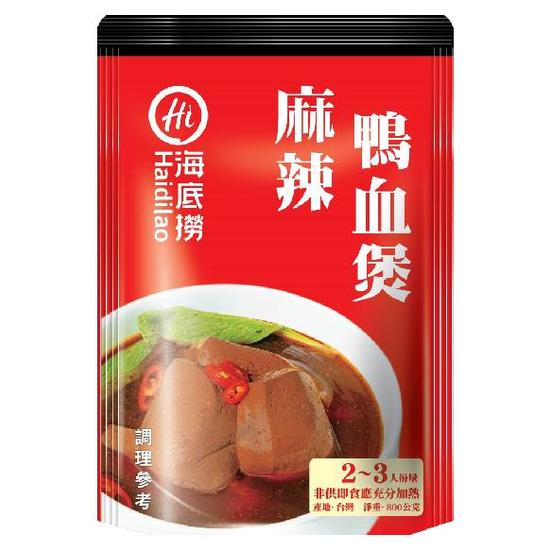 Hi
海底撈
Haidilao
麻辣
鴨血煲
調理參考
2~3人份量
非供即食應充分加熱
產地·台灣 淨重·800公克